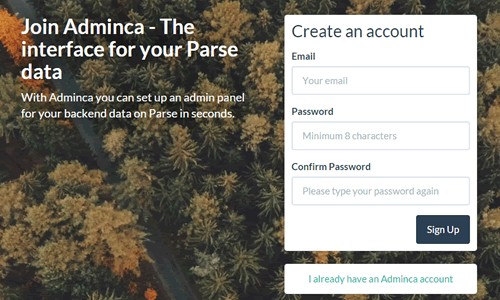 Join Adminca - The
interface for your Parse
data
With Adminca you can set up an admin panel
for your backend data on Parse in seconds.
Create an account
Email
Your email
Password
Minimum 8 characters
Confirm Password
Please type your password again
Sign Up
I already have an Adminca account